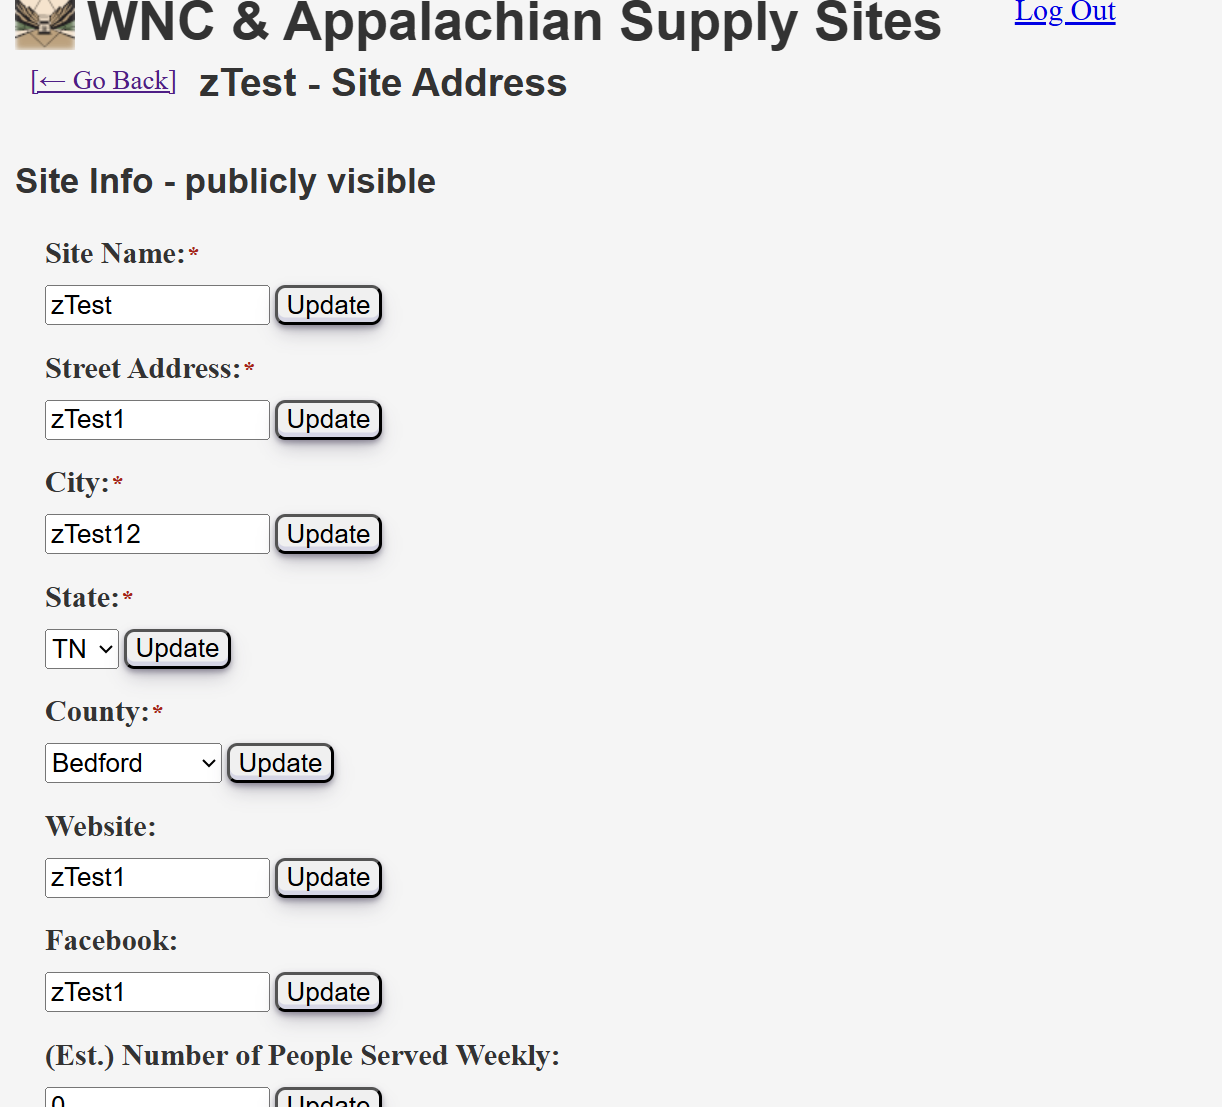 WNC & Appalachian Supply Sites
Log Out
[← Go Back] zTest - Site Address
Site Info - publicly visible
Site Name:*
zTest Update
Street Address:*
zTest1 Update
City:*
zTest12 Update
State:*
TN Update
County:*
Bedford Update
Website:
zTest1 Update
Facebook:
zTest1 Update
(Est.) Number of People Served Weekly:
0 Update